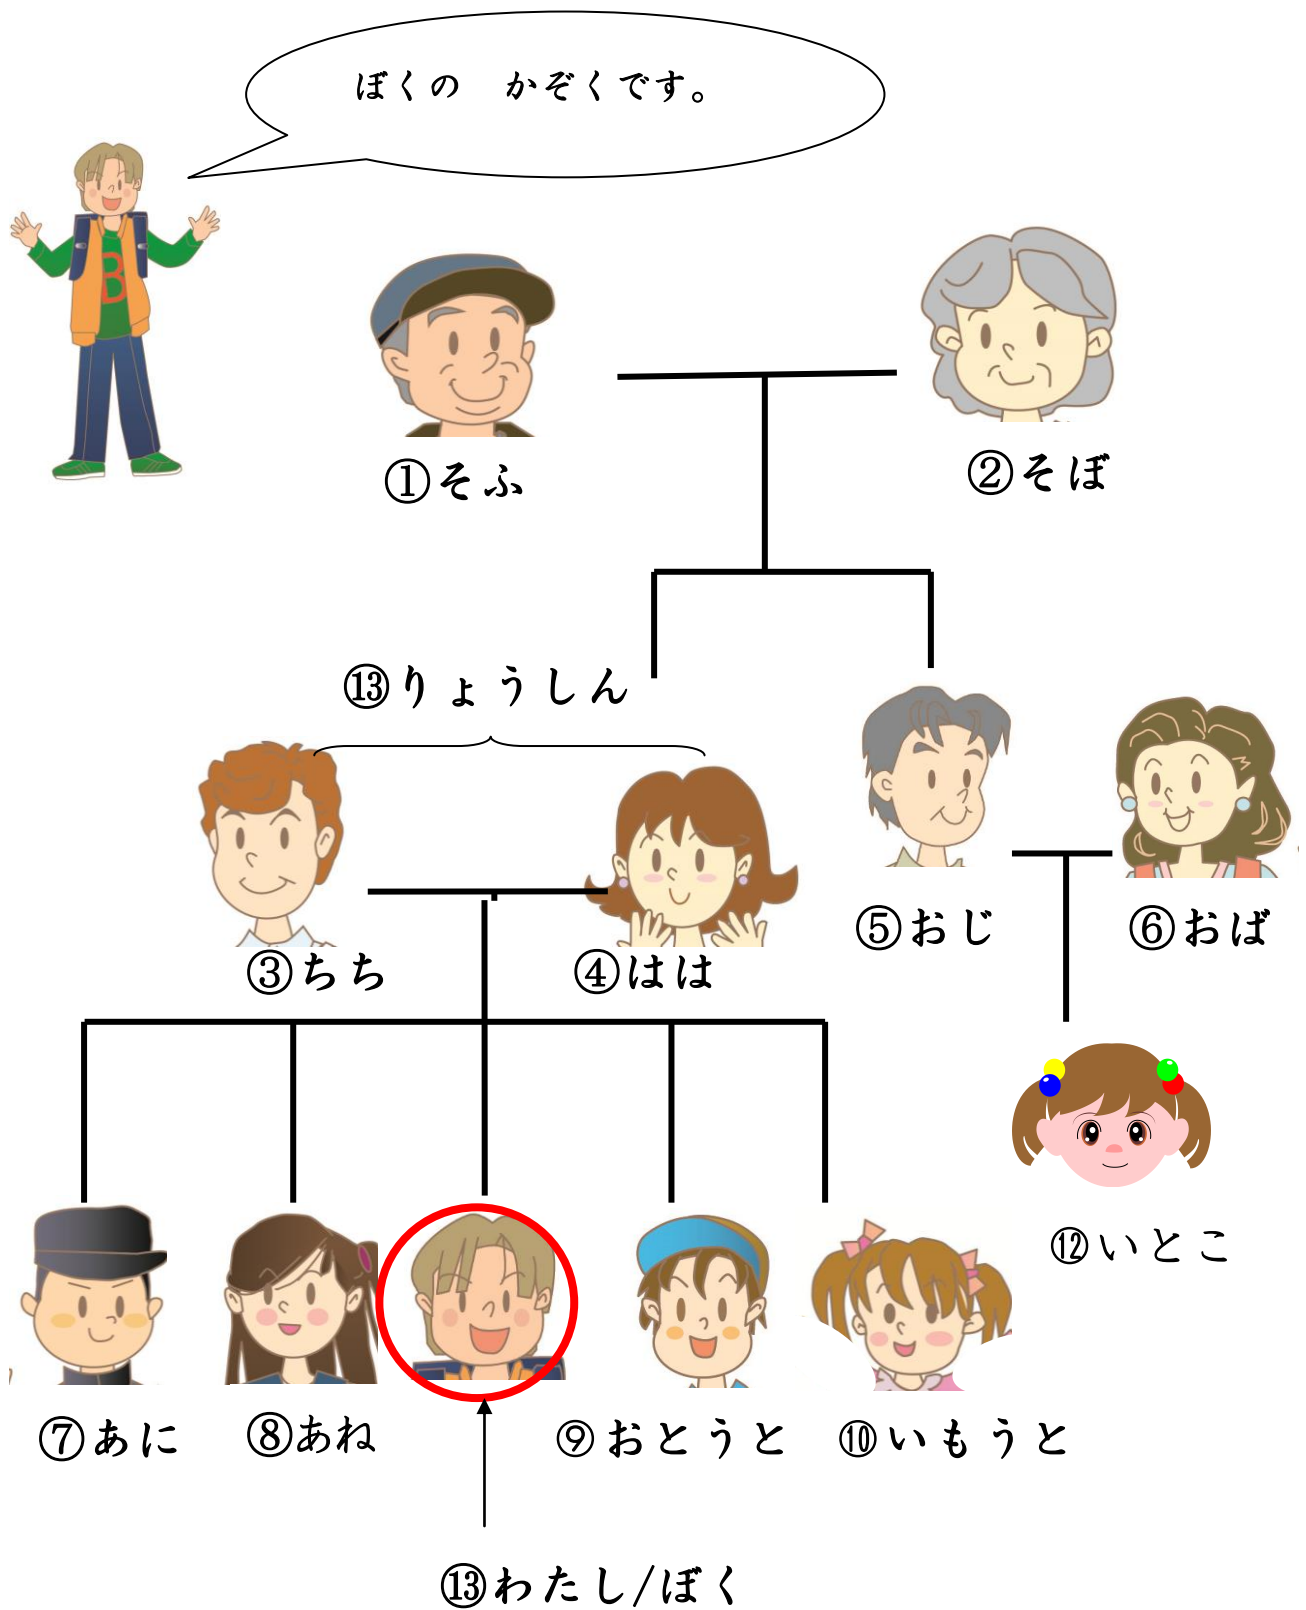 ぼくの　かぞくです。
①そふ
②そぼ
⑬りょうしん
③ちち
④はは
⑤おじ
⑥おば
⑫いとこ
⑦あに
⑧あね
⑨おとうと
⑩いもうと
⑬わたし/ぼく
B